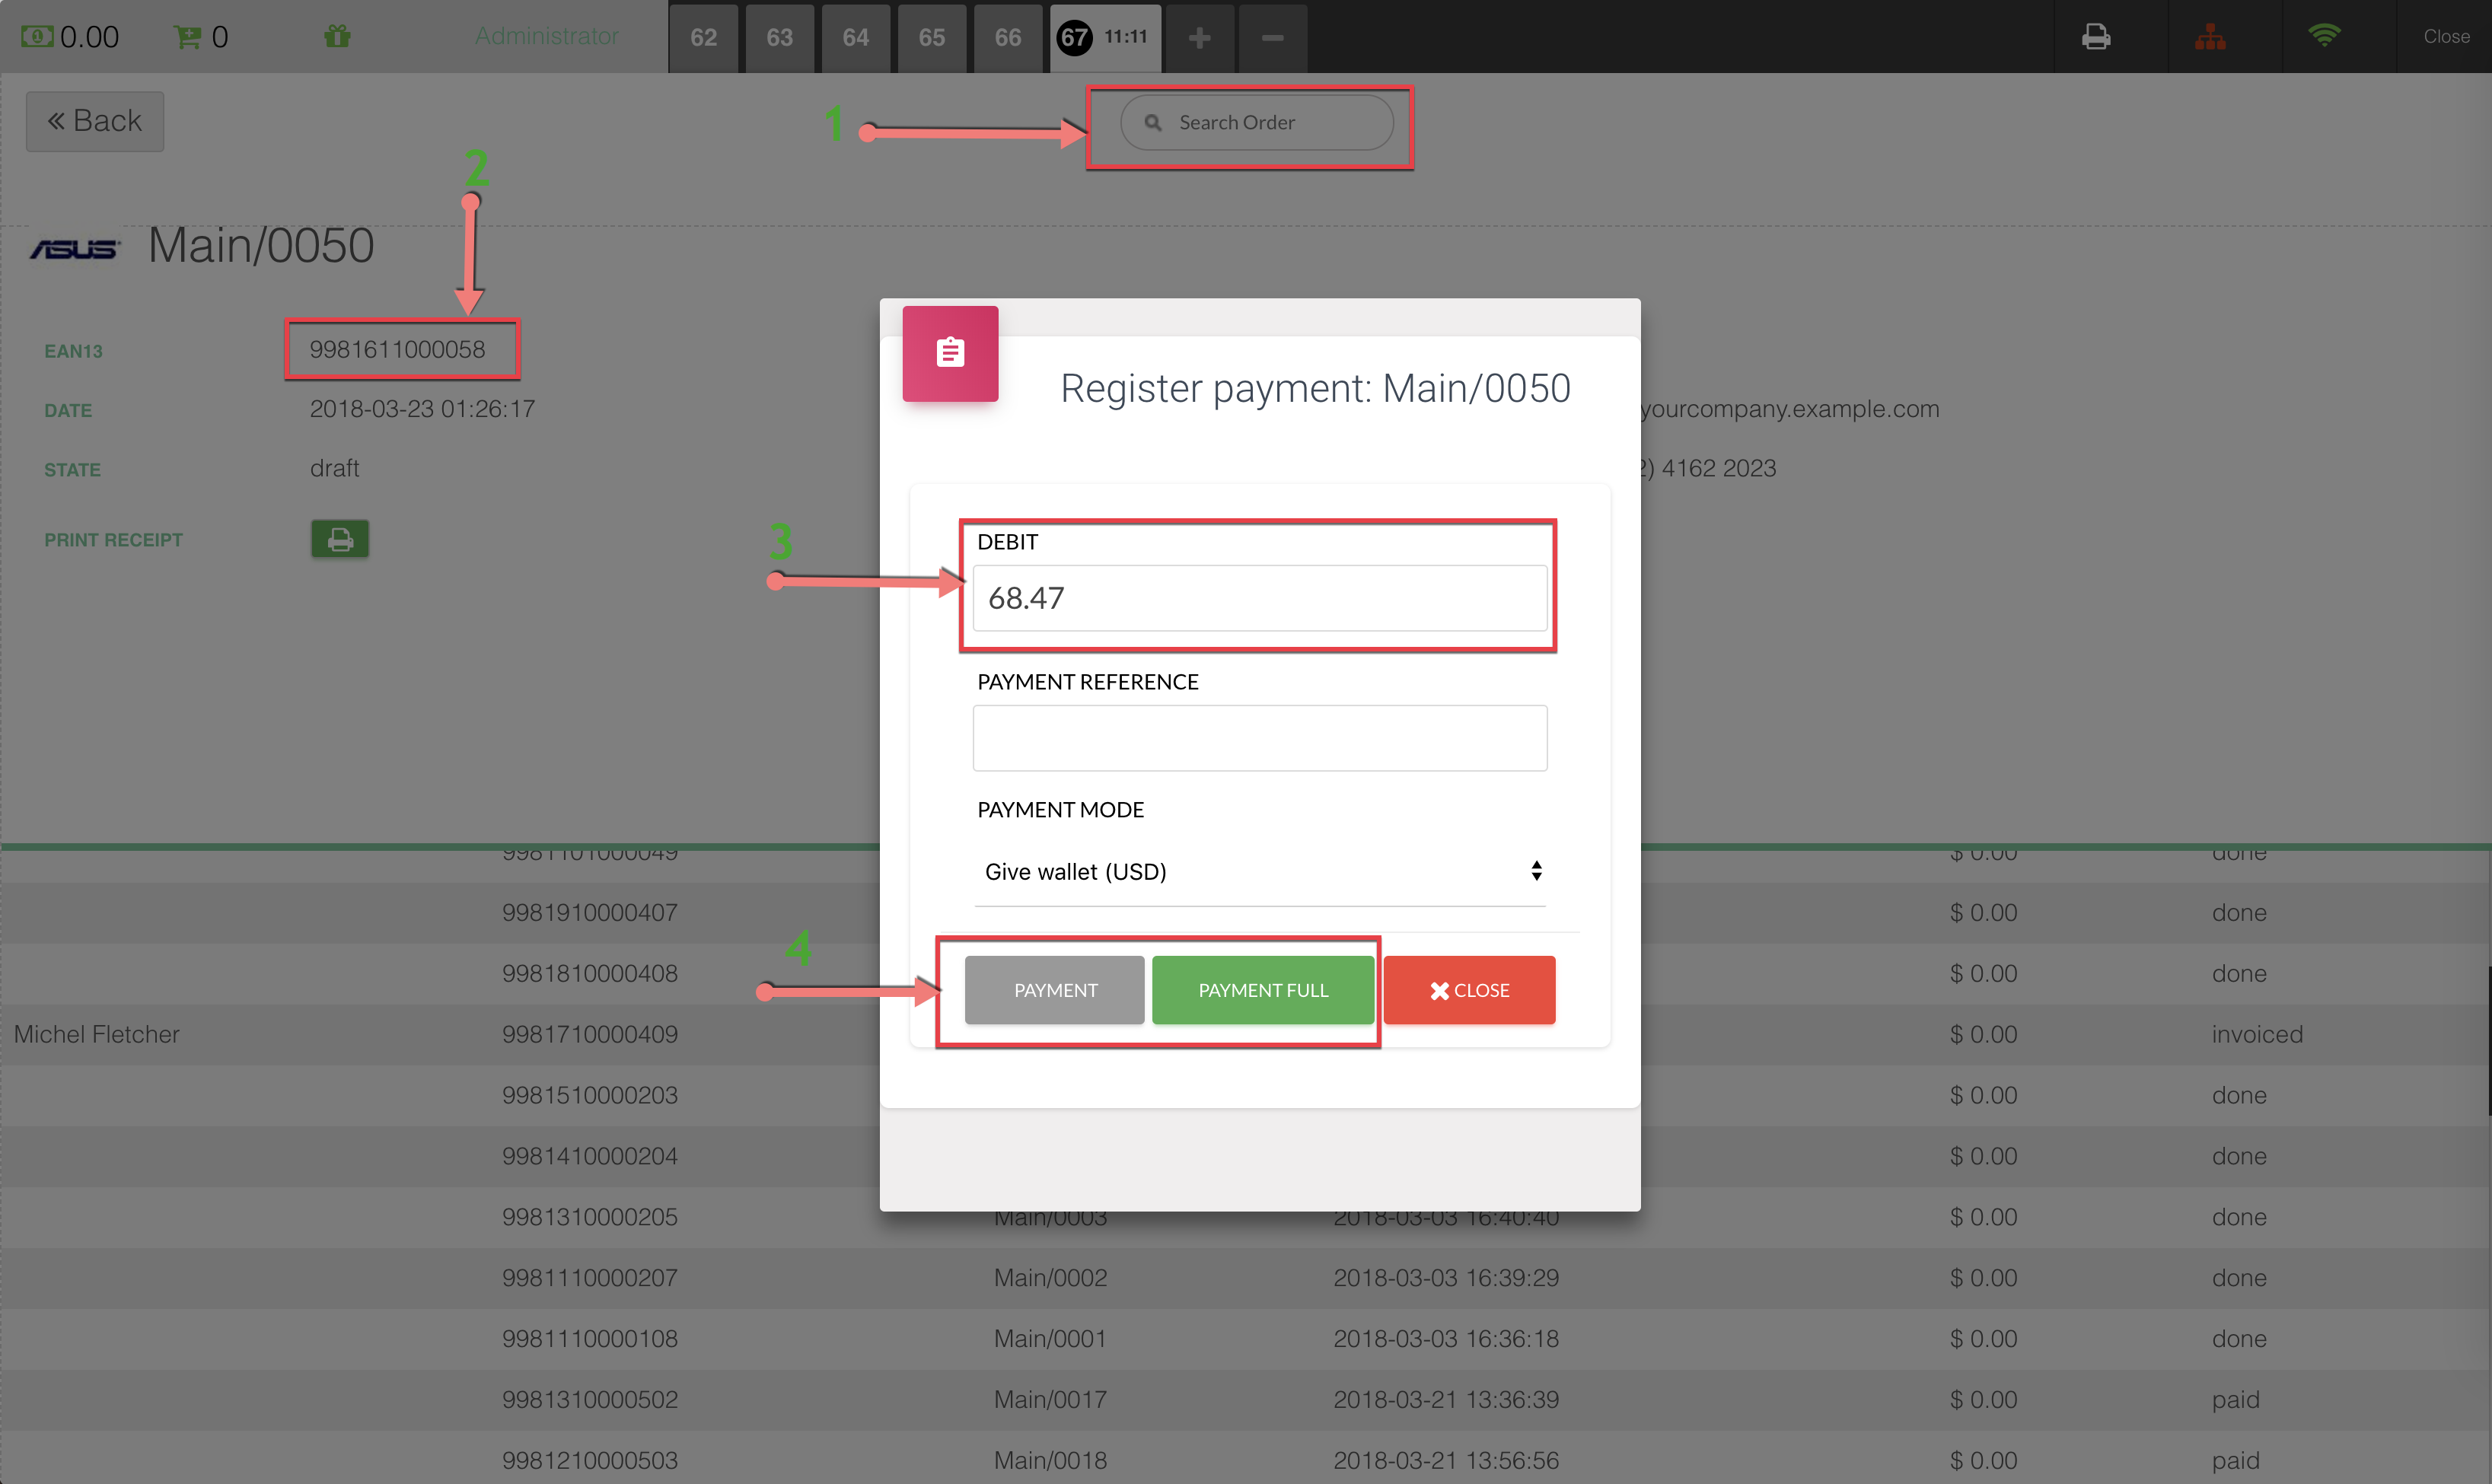 0.00 0 Administrator 62 63 64 65 66 67 11:11 Close
Back
1
Search Order
2
ASUS Main/0050
EAN13 9981611000058
DATE 2018-03-23 01:26:17
STATE draft
PRINT RECEIPT
yourcompany.example.com
2) 4162 2023
Register payment: Main/0050
3
DEBIT
68.47
PAYMENT REFERENCE
PAYMENT MODE
Give wallet (USD)
4
PAYMENT PAYMENT FULL CLOSE
9981101000049 $ 0.00 done
9981910000407 $ 0.00 done
9981810000408 $ 0.00 done
Michel Fletcher 9981710000409 $ 0.00 invoiced
9981510000203 $ 0.00 done
9981410000204 $ 0.00 done
9981310000205 Main/0003 2018-03-03 16:40:40 $ 0.00 done
9981110000207 Main/0002 2018-03-03 16:39:29 $ 0.00 done
9981110000108 Main/0001 2018-03-03 16:36:18 $ 0.00 done
9981310000502 Main/0017 2018-03-21 13:36:39 $ 0.00 paid
9981210000503 Main/0018 2018-03-21 13:56:56 $ 0.00 paid